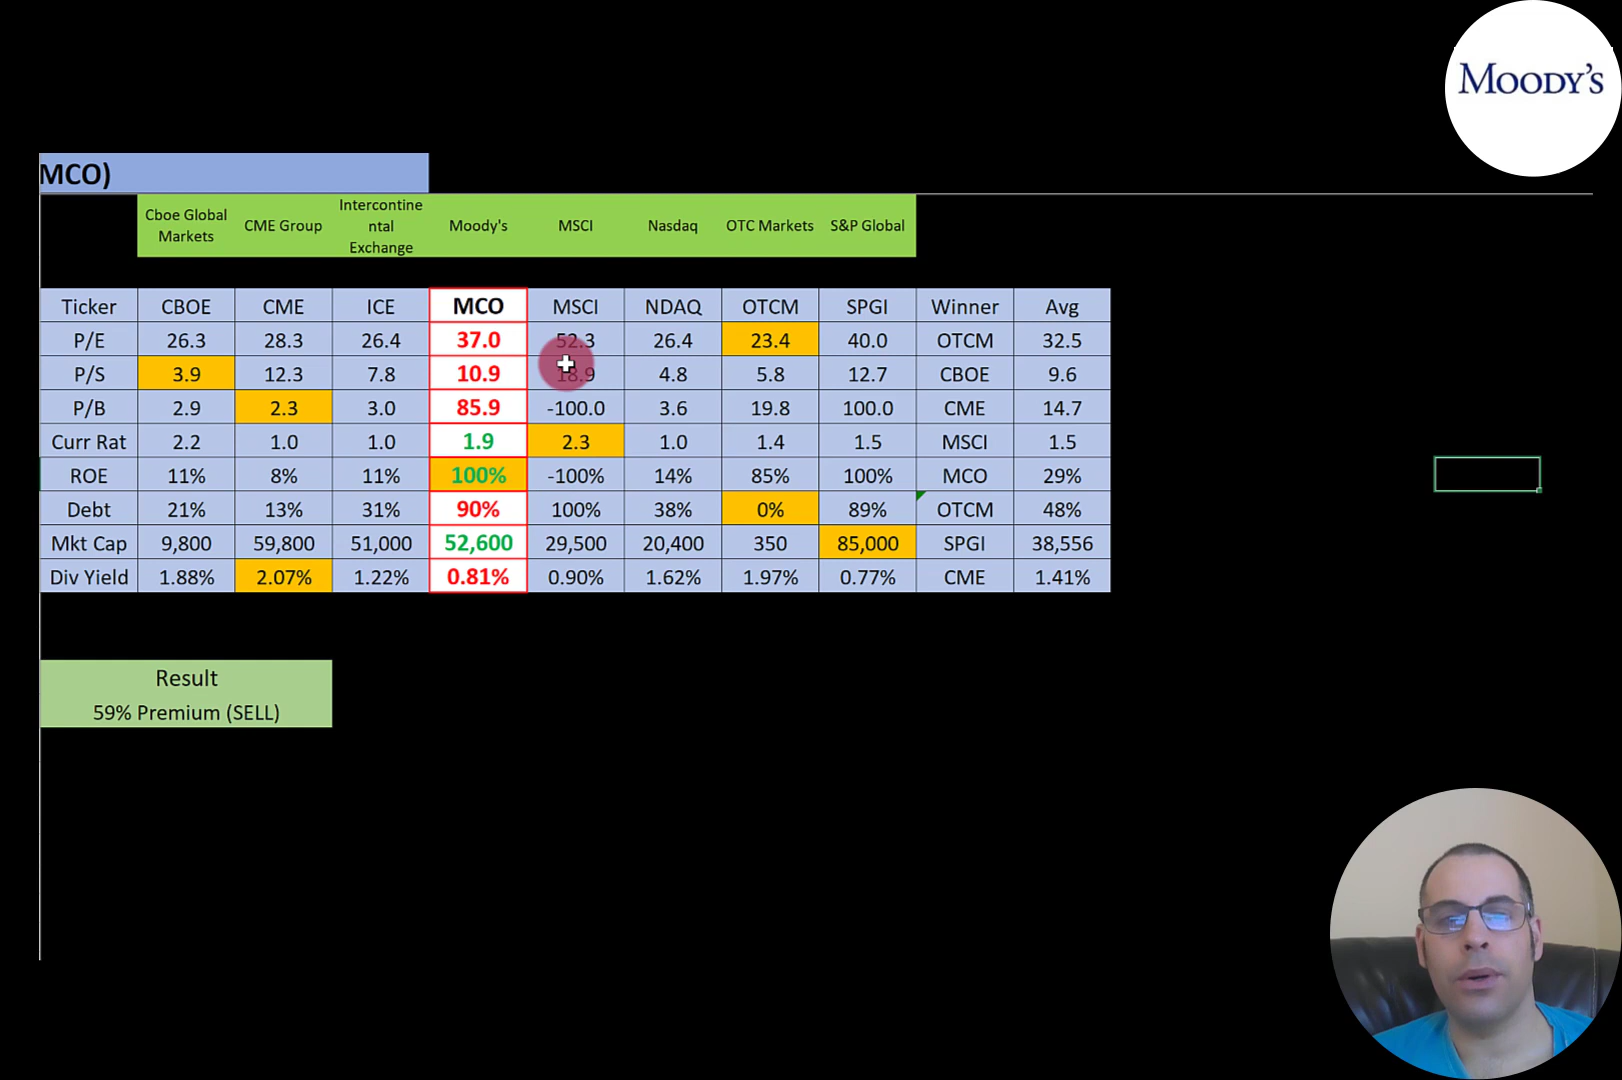 MOODY'S
MCO)
Cboe Global Markets CME Group Intercontinental Exchange Moody's MSCI Nasdaq OTC Markets S&P Global
Ticker CBOE CME ICE MCO MSCI NDAQ OTCM SPGI Winner Avg
P/E 26.3 28.3 26.4 37.0 52.3 26.4 23.4 40.0 OTCM 32.5
P/S 3.9 12.3 7.8 10.9 18.9 4.8 5.8 12.7 CBOE 9.6
P/B 2.9 2.3 3.0 85.9 -100.0 3.6 19.8 100.0 CME 14.7
Curr Rat 2.2 1.0 1.0 1.9 2.3 1.0 1.4 1.5 MSCI 1.5
ROE 11% 8% 11% 100% -100% 14% 85% 100% MCO 29%
Debt 21% 13% 31% 90% 100% 38% 0% 89% OTCM 48%
Mkt Cap 9,800 59,800 51,000 52,600 29,500 20,400 350 85,000 SPGI 38,556
Div Yield 1.88% 2.07% 1.22% 0.81% 0.90% 1.62% 1.97% 0.77% CME 1.41%
Result
59% Premium (SELL)